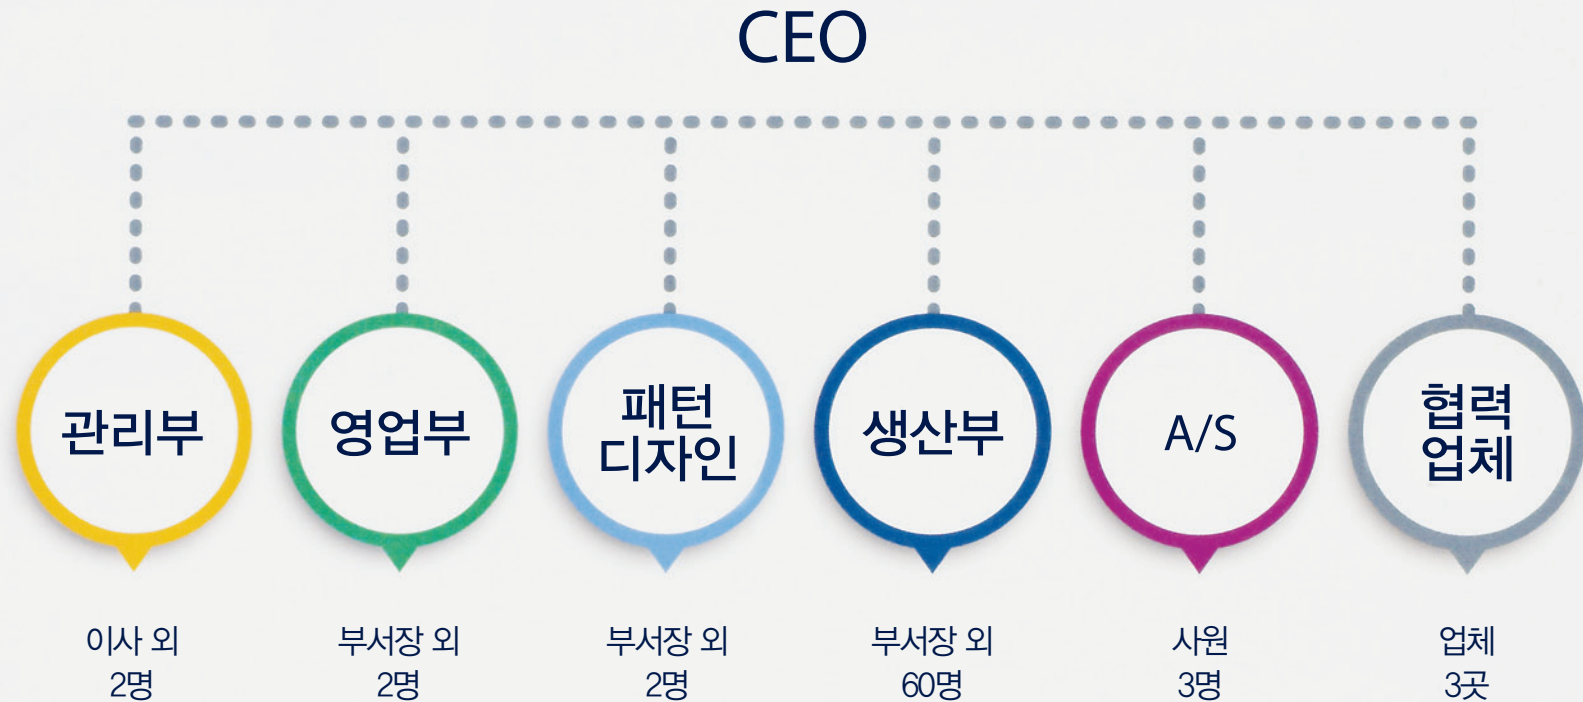 CEO
관리부
영업부
패턴
디자인
생산부
A/S
협력
업체
이사 외
2명
부서장 외
2명
부서장 외
2명
부서장 외
60명
사원
3명
업체
3곳